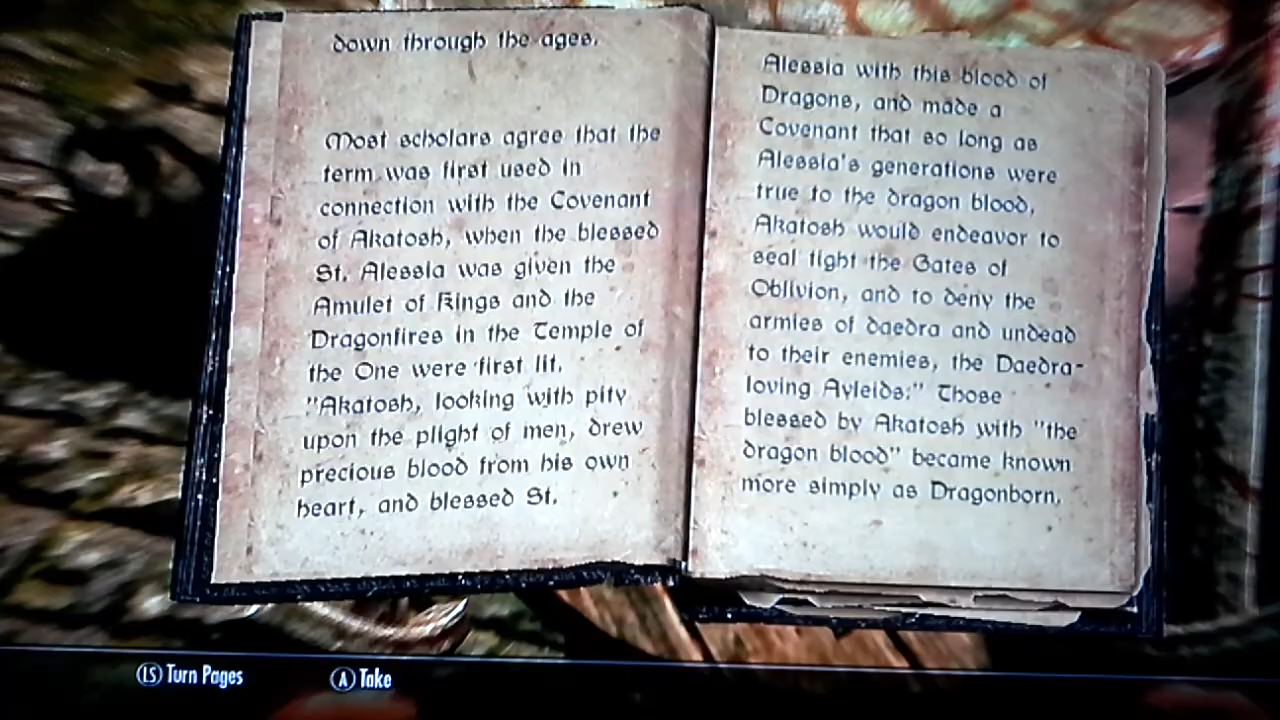 down through the ages.
Most scholars agree that the
term was first used in
connection with the Covenant
of Akatosh, when the blessed
St. Alessia was given the
Amulet of Kings and the
Dragonfires in the Temple of
the One were first lit.
"Akatosh, looking with pity
upon the plight of men, drew
precious blood from his own
heart, and blessed St.
Alessia with this blood of
Dragons, and made a
Covenant that so long as
Alessia's generations were
true to the dragon blood,
Akatosh would endeavor to
seal tight the Gates of
Oblivion, and to deny the
armies of daedra and undead
to their enemies, the Daedra-
loving Ayleids." Those
blessed by Akatosh with "the
dragon blood" became known
more simply as Dragonborn.
LS Turn Pages
A Take